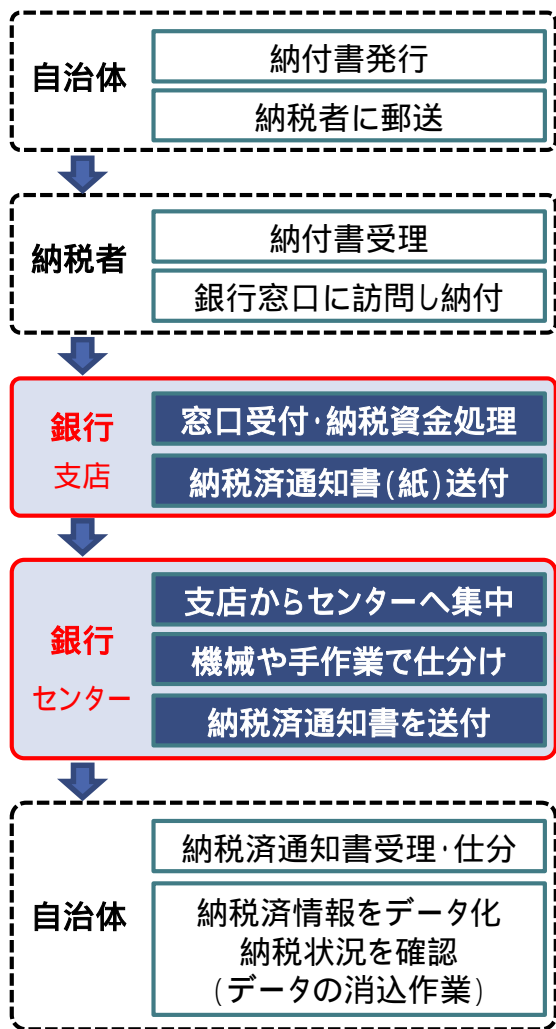 自治体
納付書発行
納税者に郵送
納税者
納付書受理
銀行窓口に訪問し納付
銀行
支店
窓口受付・納税資金処理
納税済通知書(紙)送付
銀行
センター
支店からセンターへ集中
機械や手作業で仕分け
納税済通知書を送付
自治体
納税済通知書受理・仕分
納税済情報をデータ化
納税状況を確認
(データの消込作業)